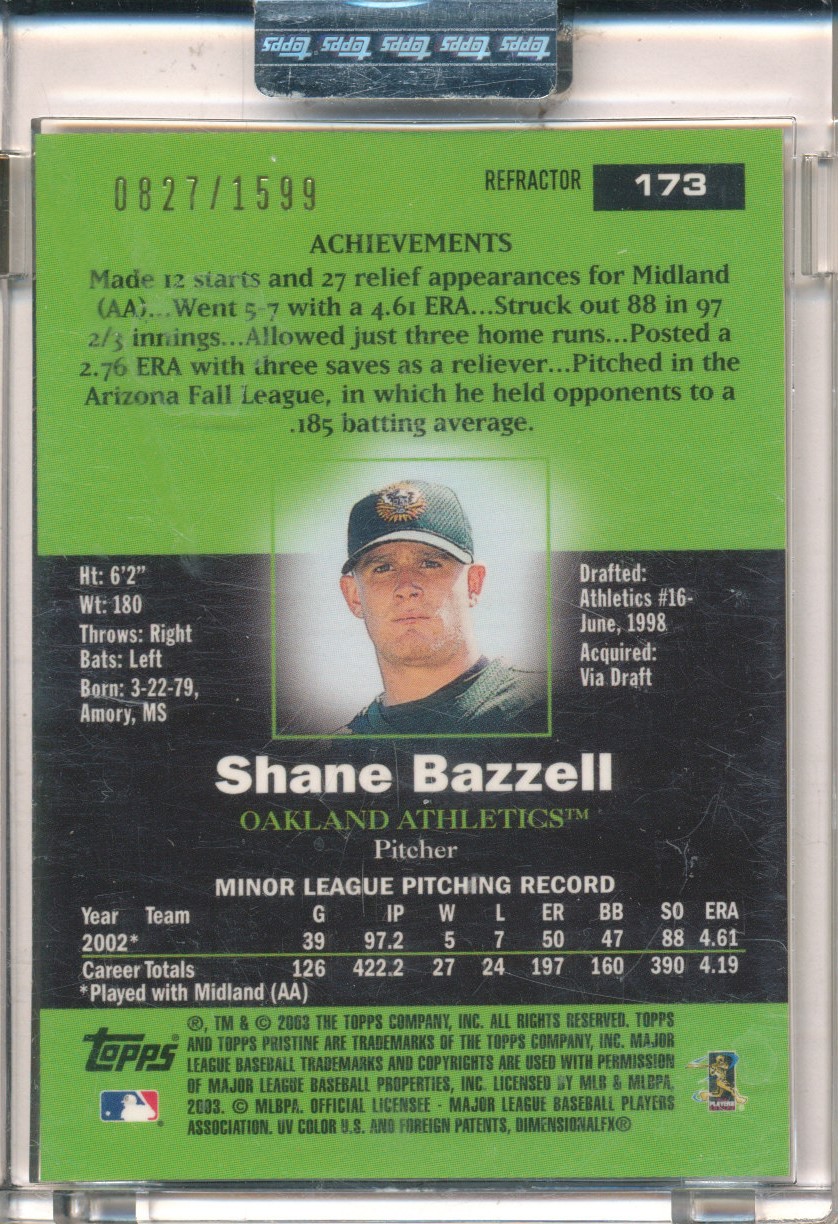 Topps Topps Topps Topps Topps
0827/1599
REFRACTOR 173
ACHIEVEMENTS
Made 12 starts and 27 relief appearances for Midland
(AA)...Went 5-7 with a 4.61 ERA...Struck out 88 in 97
2/3 innings...Allowed just three home runs...Posted a
2.76 ERA with three saves as a reliever...Pitched in the
Arizona Fall League, in which he held opponents to a
.185 batting average.
Ht: 6'2"
Wt: 180
Throws: Right
Bats: Left
Born: 3-22-79,
Amory, MS
Drafted:
Athletics #16-
June, 1998
Acquired:
Via Draft
Shane Bazzell
OAKLAND ATHLETICS™
Pitcher
MINOR LEAGUE PITCHING RECORD
Year Team G IP W L ER BB SO ERA
2002* 39 97.2 5 7 50 47 88 4.61
Career Totals 126 422.2 27 24 197 160 390 4.19
*Played with Midland (AA)
Topps
®, TM & © 2003 THE TOPPS COMPANY, INC. ALL RIGHTS RESERVED. TOPPS
AND TOPPS PRISTINE ARE TRADEMARKS OF THE TOPPS COMPANY, INC. MAJOR
LEAGUE BASEBALL TRADEMARKS AND COPYRIGHTS ARE USED WITH PERMISSION
OF MAJOR LEAGUE BASEBALL PROPERTIES, INC. LICENSED BY MLB & MLBPA,
2003. © MLBPA. OFFICIAL LICENSEE - MAJOR LEAGUE BASEBALL PLAYERS
ASSOCIATION. UV COLOR U.S. AND FOREIGN PATENTS, DIMENSIONALFX®
PLAYERS